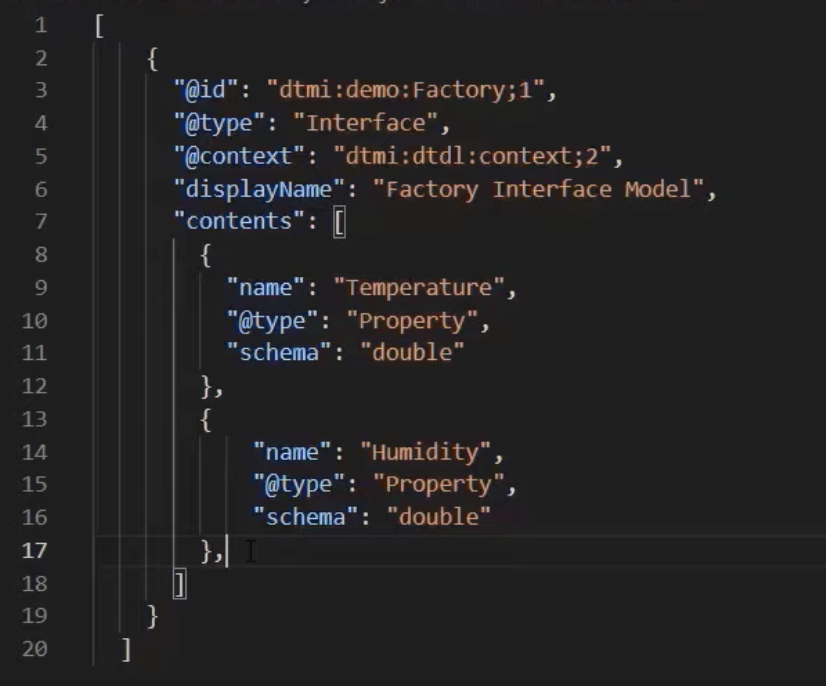 1 [
2 {
3 "@id": "dtmi:demo:Factory;1",
4 "@type": "Interface",
5 "@context": "dtmi:dtdl:context;2",
6 "displayName": "Factory Interface Model",
7 "contents": [
8 {
9 "name": "Temperature",
10 "@type": "Property",
11 "schema": "double"
12 },
13 {
14 "name": "Humidity",
15 "@type": "Property",
16 "schema": "double"
17 },
18 ]
19 }
20 ]